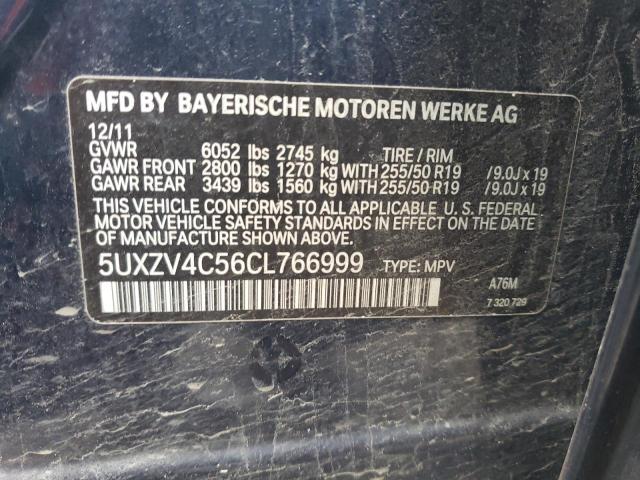 MFD BY BAYERISCHE MOTOREN WERKE AG
12/11
GVWR 6052 lbs 2745 kg TIRE / RIM
GAWR FRONT 2800 lbs 1270 kg WITH 255/50 R19 /9.0J x 19
GAWR REAR 3439 lbs 1560 kg WITH 255/50 R19 /9.0J x 19
THIS VEHICLE CONFORMS TO ALL APPLICABLE U. S. FEDERAL
MOTOR VEHICLE SAFETY STANDARDS IN EFFECT ON THE DATE OF
MANUFACTURE SHOWN ABOVE.
5UXZV4C56CL766999 TYPE: MPV
A76M
7 320 729